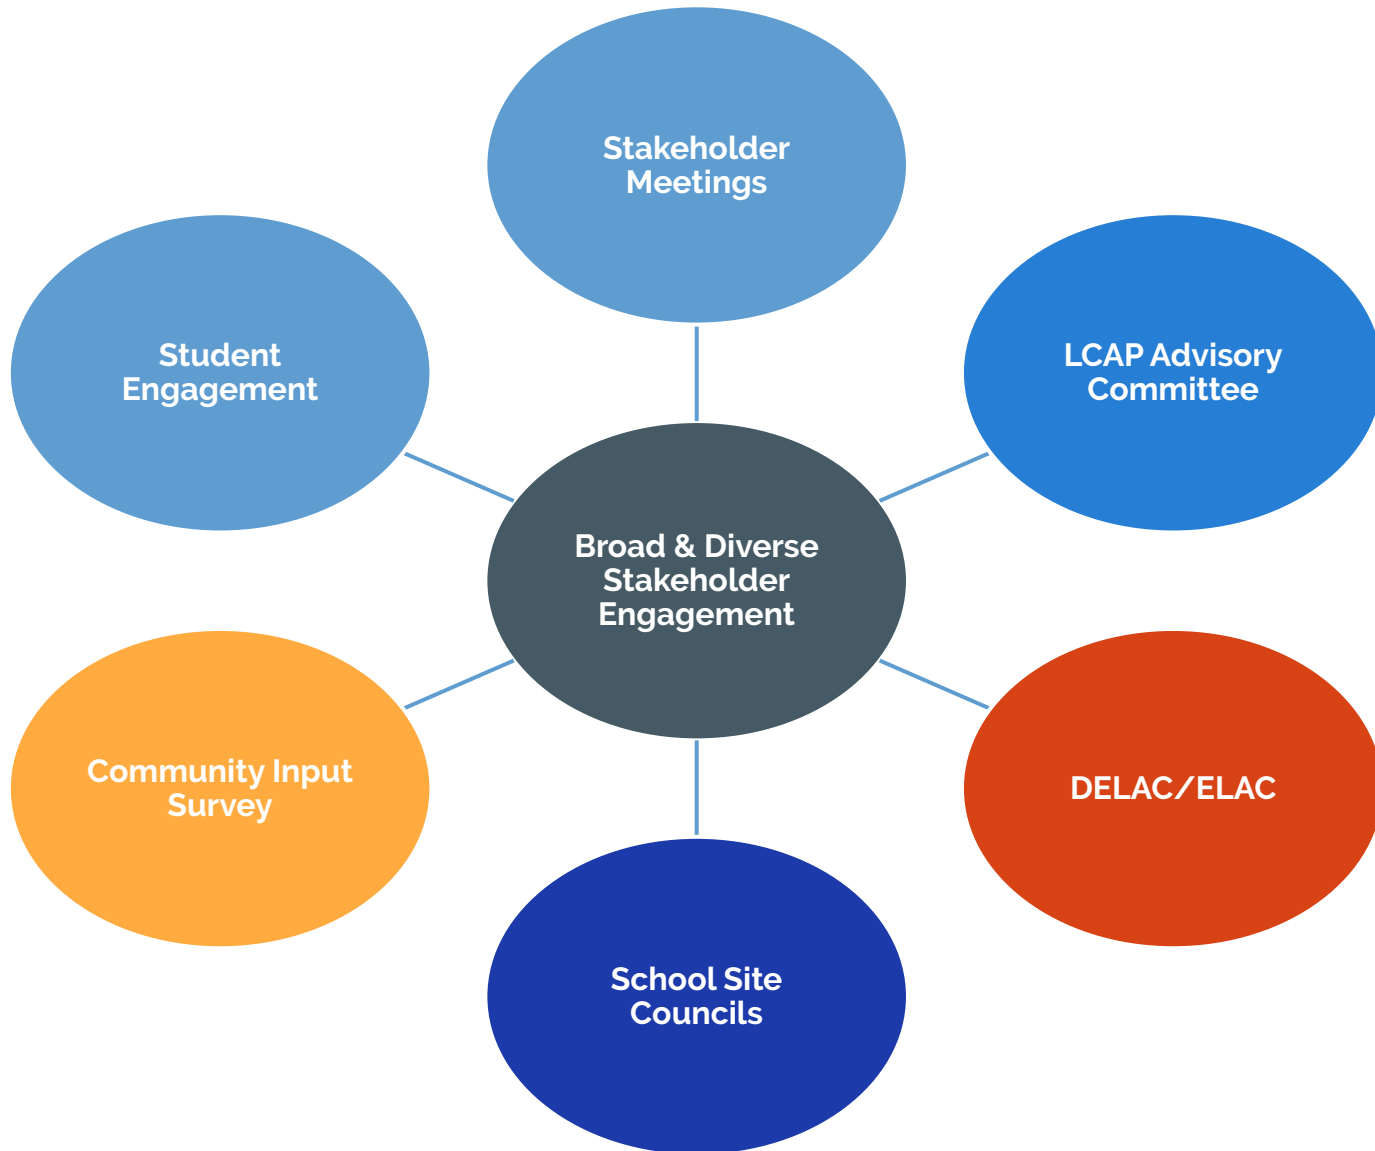 Stakeholder
Meetings
Student
Engagement
LCAP Advisory
Committee
Broad & Diverse
Stakeholder
Engagement
Community Input
Survey
DELAC/ELAC
School Site
Councils